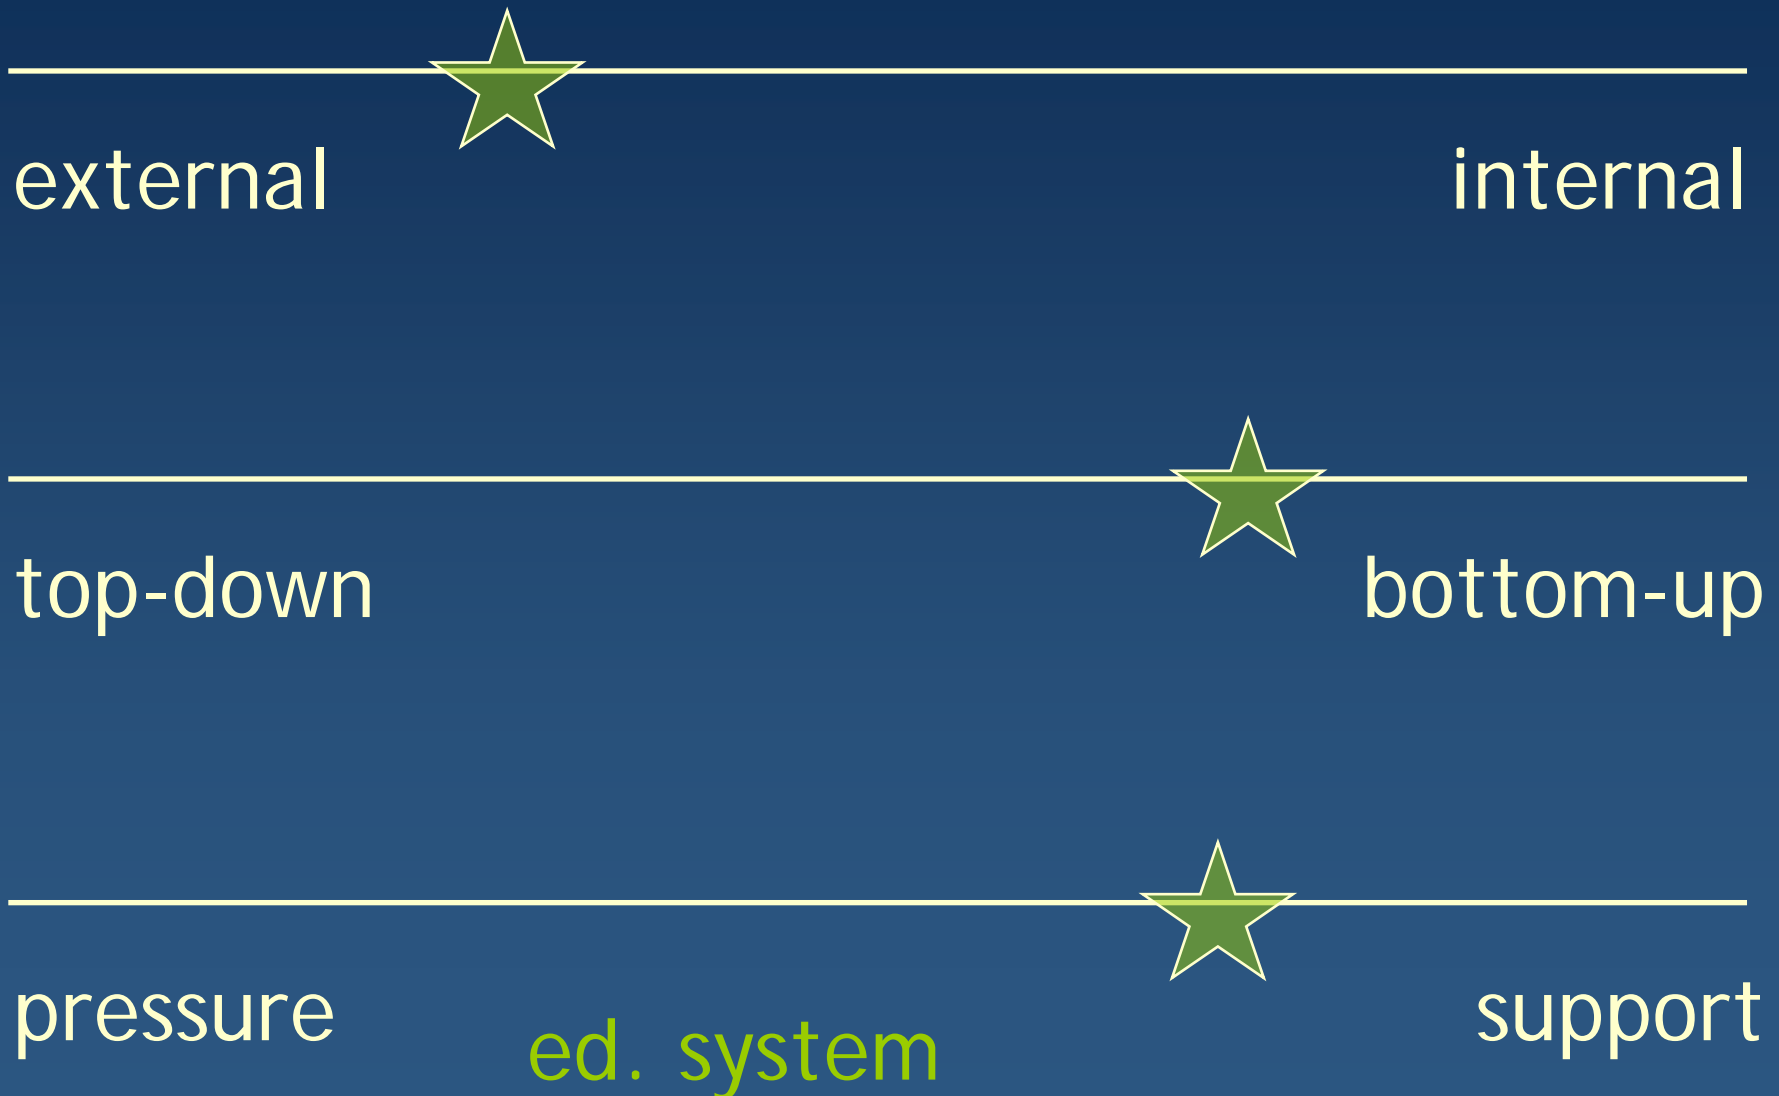 external internal
top-down bottom-up
pressure support
ed. system